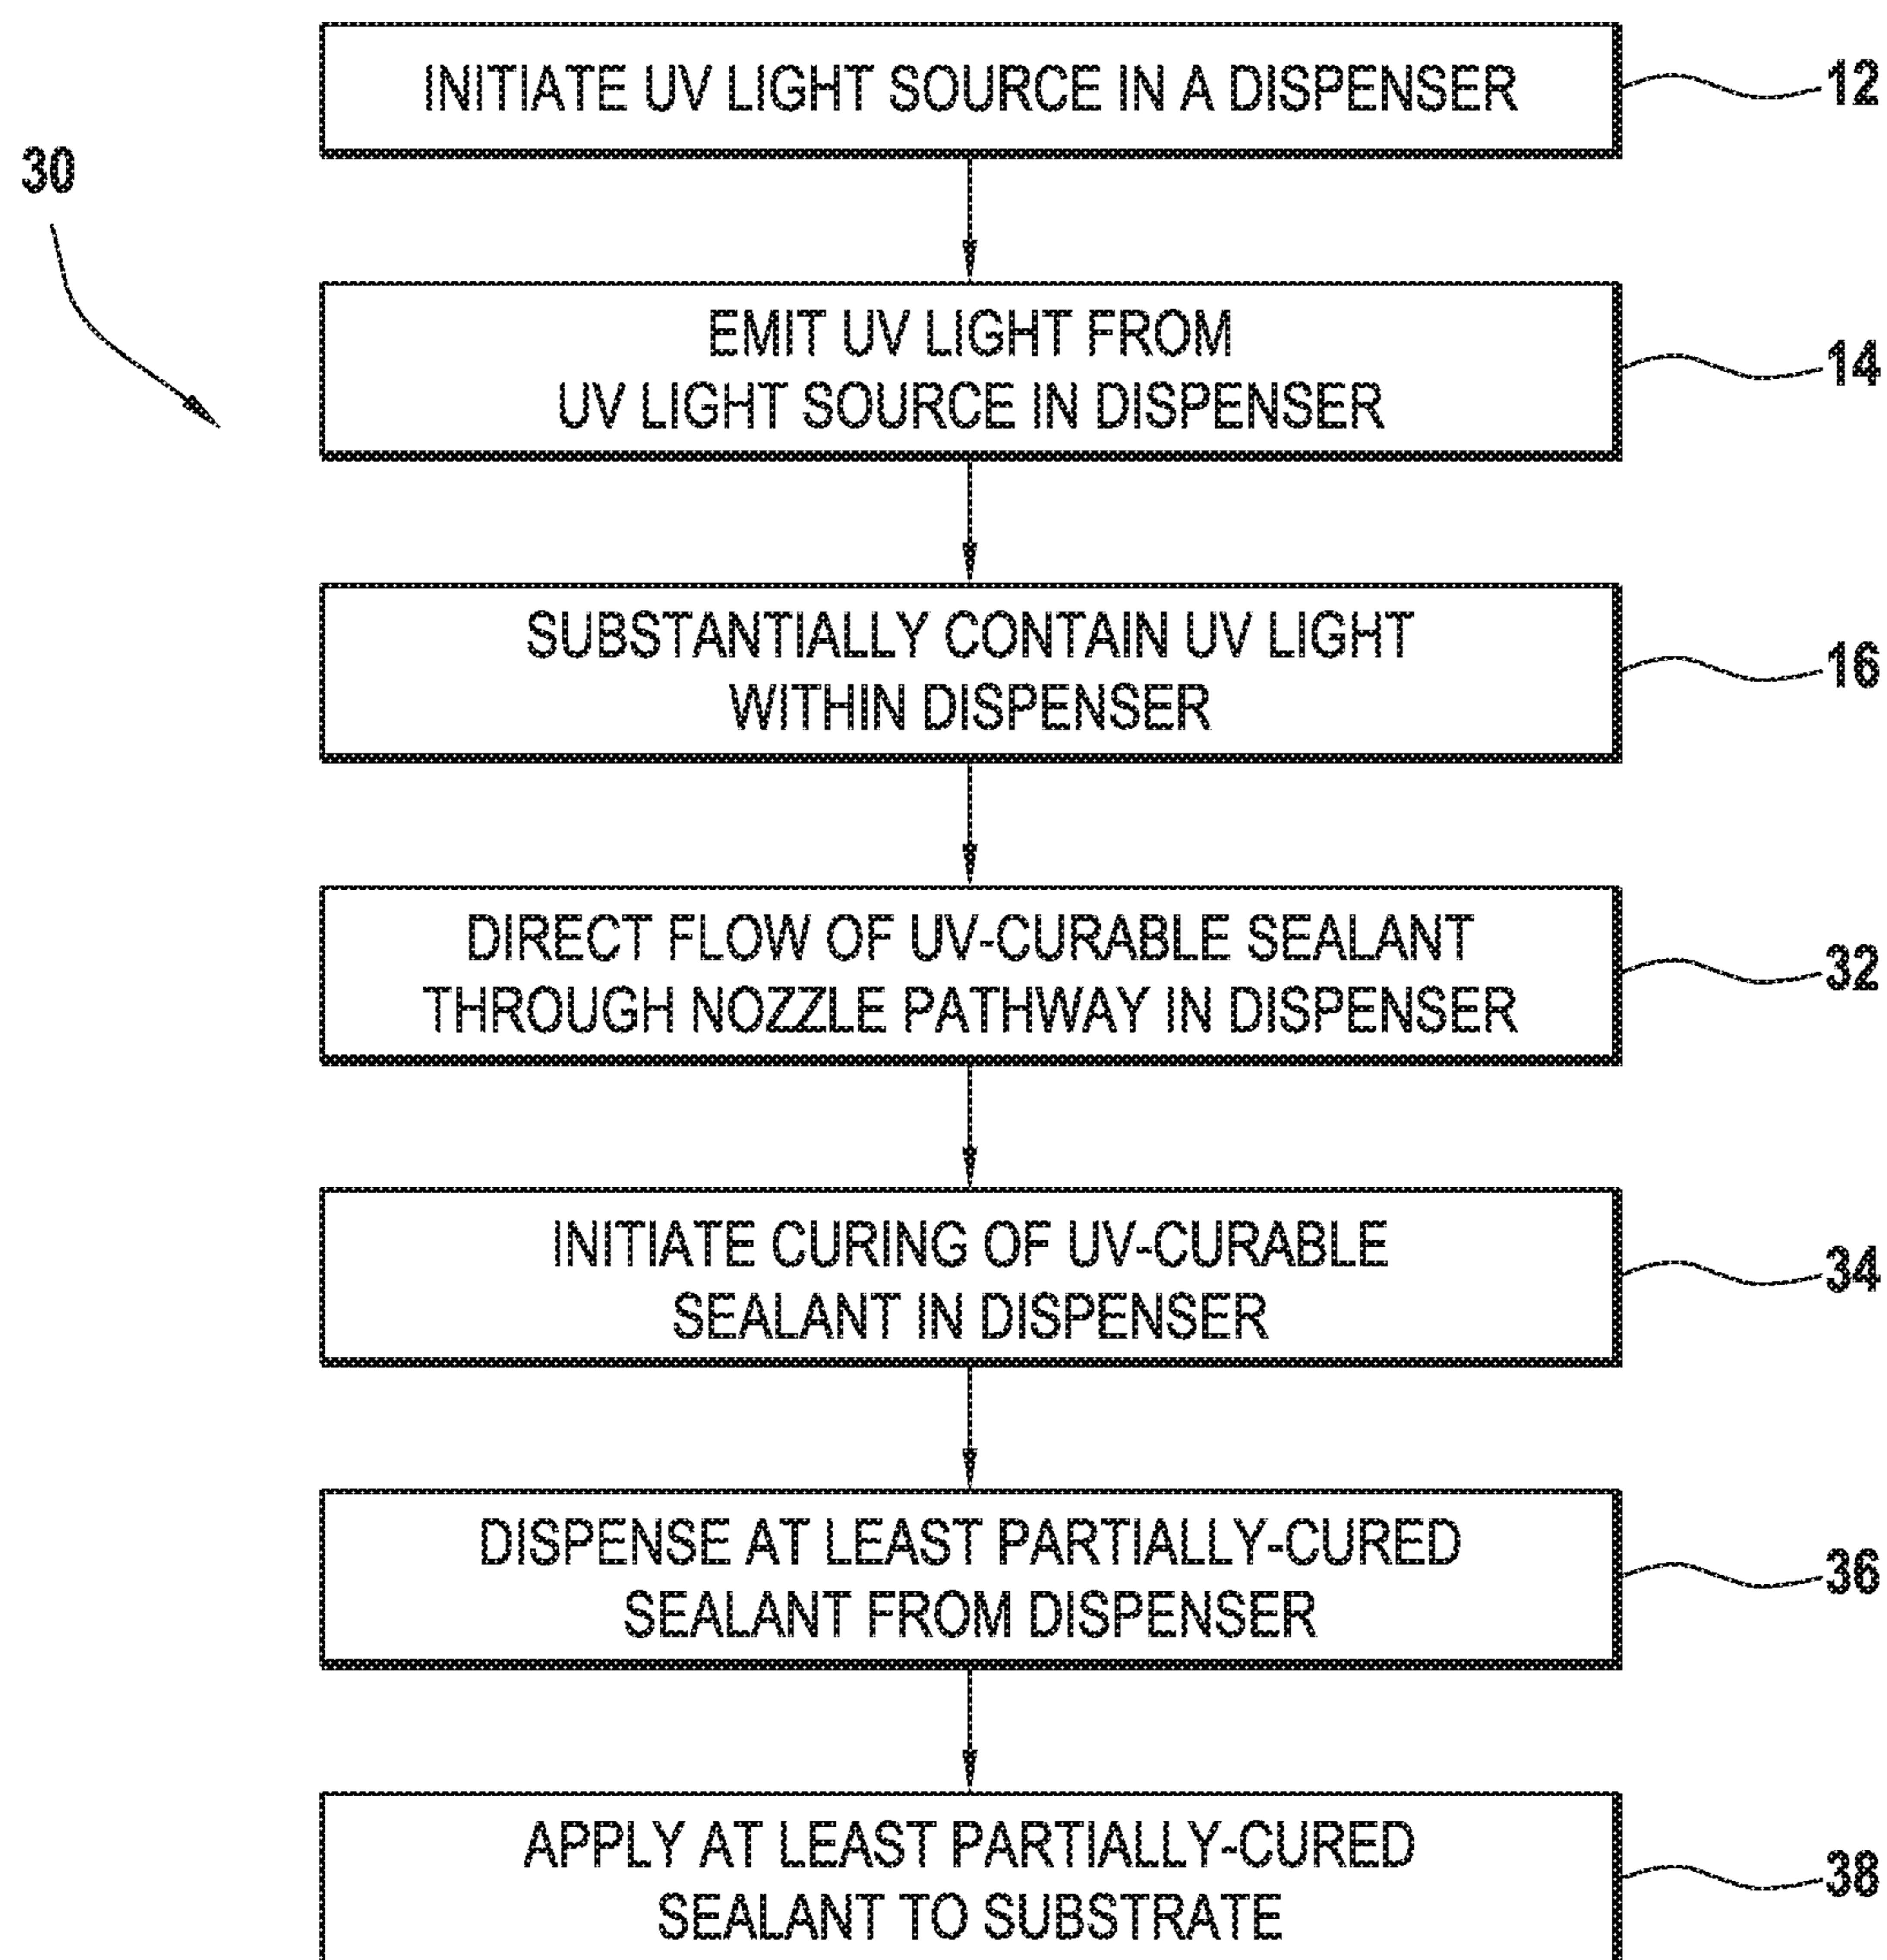 INITIATE UV LIGHT SOURCE IN A DISPENSER
12
30
EMIT UV LIGHT FROM
UV LIGHT SOURCE IN DISPENSER
14
SUBSTANTIALLY CONTAIN UV LIGHT
WITHIN DISPENSER
16
DIRECT FLOW OF UV-CURABLE SEALANT
THROUGH NOZZLE PATHWAY IN DISPENSER
32
INITIATE CURING OF UV-CURABLE
SEALANT IN DISPENSER
34
DISPENSE AT LEAST PARTIALLY-CURED
SEALANT FROM DISPENSER
36
APPLY AT LEAST PARTIALLY-CURED
SEALANT TO SUBSTRATE
38